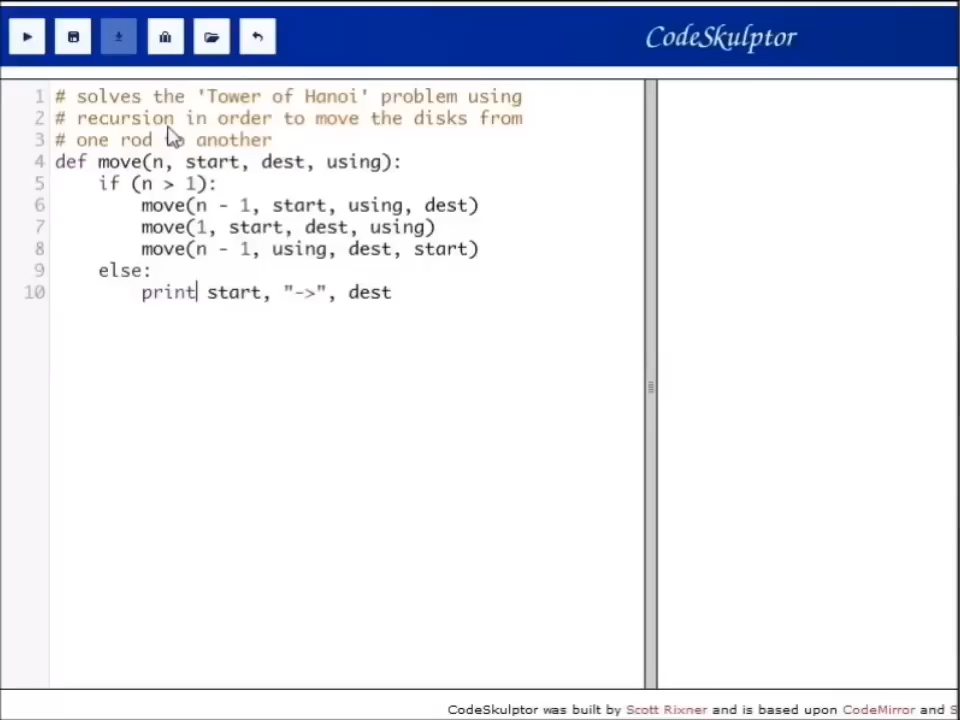 CodeSkulptor
1 # solves the 'Tower of Hanoi' problem using
2 # recursion in order to move the disks from
3 # one rod to another
4 def move(n, start, dest, using):
5 if (n > 1):
6 move(n - 1, start, using, dest)
7 move(1, start, dest, using)
8 move(n - 1, using, dest, start)
9 else:
10 print start, "->", dest
CodeSkulptor was built by Scott Rixner and is based upon CodeMirror and S